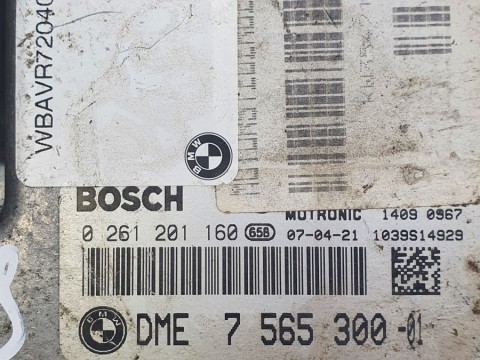 WBAVR72040
BMW
BOSCH
MOTRONIC 1409 0967
0 261 201 160 65B 07-04-21 1039S14929
BMW DME 7 565 300 -01